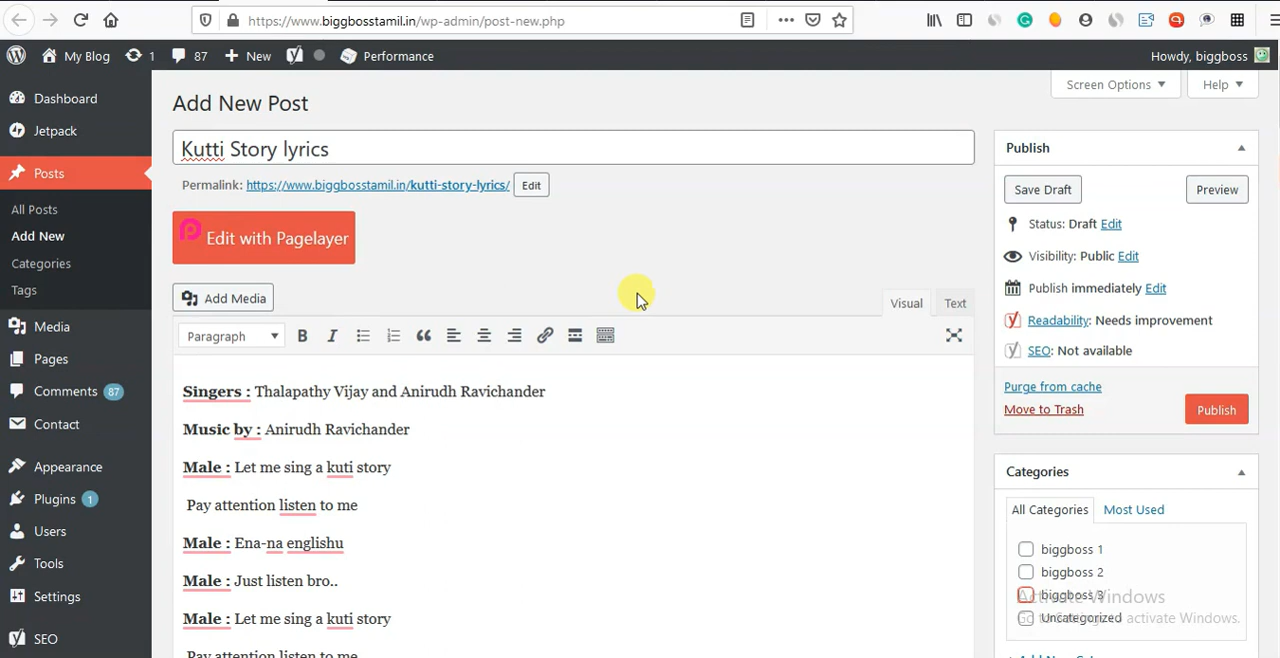 https://www.biggbosstamil.in/wp-admin/post-new.php
My Blog 1 87 New Performance Howdy, biggboss
Dashboard
Jetpack
Posts
All Posts
Add New
Categories
Tags
Media
Pages
Comments 87
Contact
Appearance
Plugins 1
Users
Tools
Settings
SEO
Screen Options Help
Add New Post
Kutti Story lyrics
Permalink: https://www.biggbosstamil.in/kutti-story-lyrics/ Edit
Edit with Pagelayer
Add Media
Visual Text
Paragraph
Singers : Thalapathy Vijay and Anirudh Ravichander
Music by : Anirudh Ravichander
Male : Let me sing a kuti story
Pay attention listen to me
Male : Ena-na englishu
Male : Just listen bro..
Male : Let me sing a kuti story
Pay attention listen to me
Publish
Save Draft Preview
Status: Draft Edit
Visibility: Public Edit
Publish immediately Edit
Readability: Needs improvement
SEO: Not available
Purge from cache
Move to Trash Publish
Categories
All Categories Most Used
biggboss 1
biggboss 2
biggboss 3
Uncategorized
Activate Windows
Go to Settings to activate Windows.